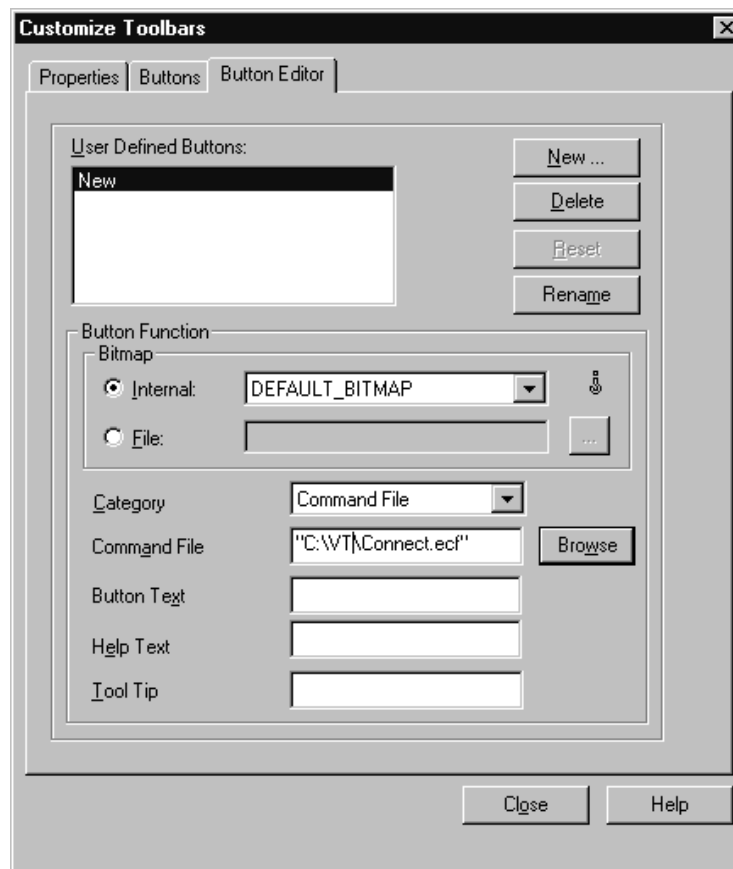 Customize Toolbars
Properties Buttons Button Editor
User Defined Buttons:
New ...
New
Delete
Reset
Rename
Button Function
Bitmap
Internal: DEFAULT_BITMAP
File: ...
Category Command File
Command File "C:\VT\Connect.ecf" Browse
Button Text
Help Text
Tool Tip
Close Help